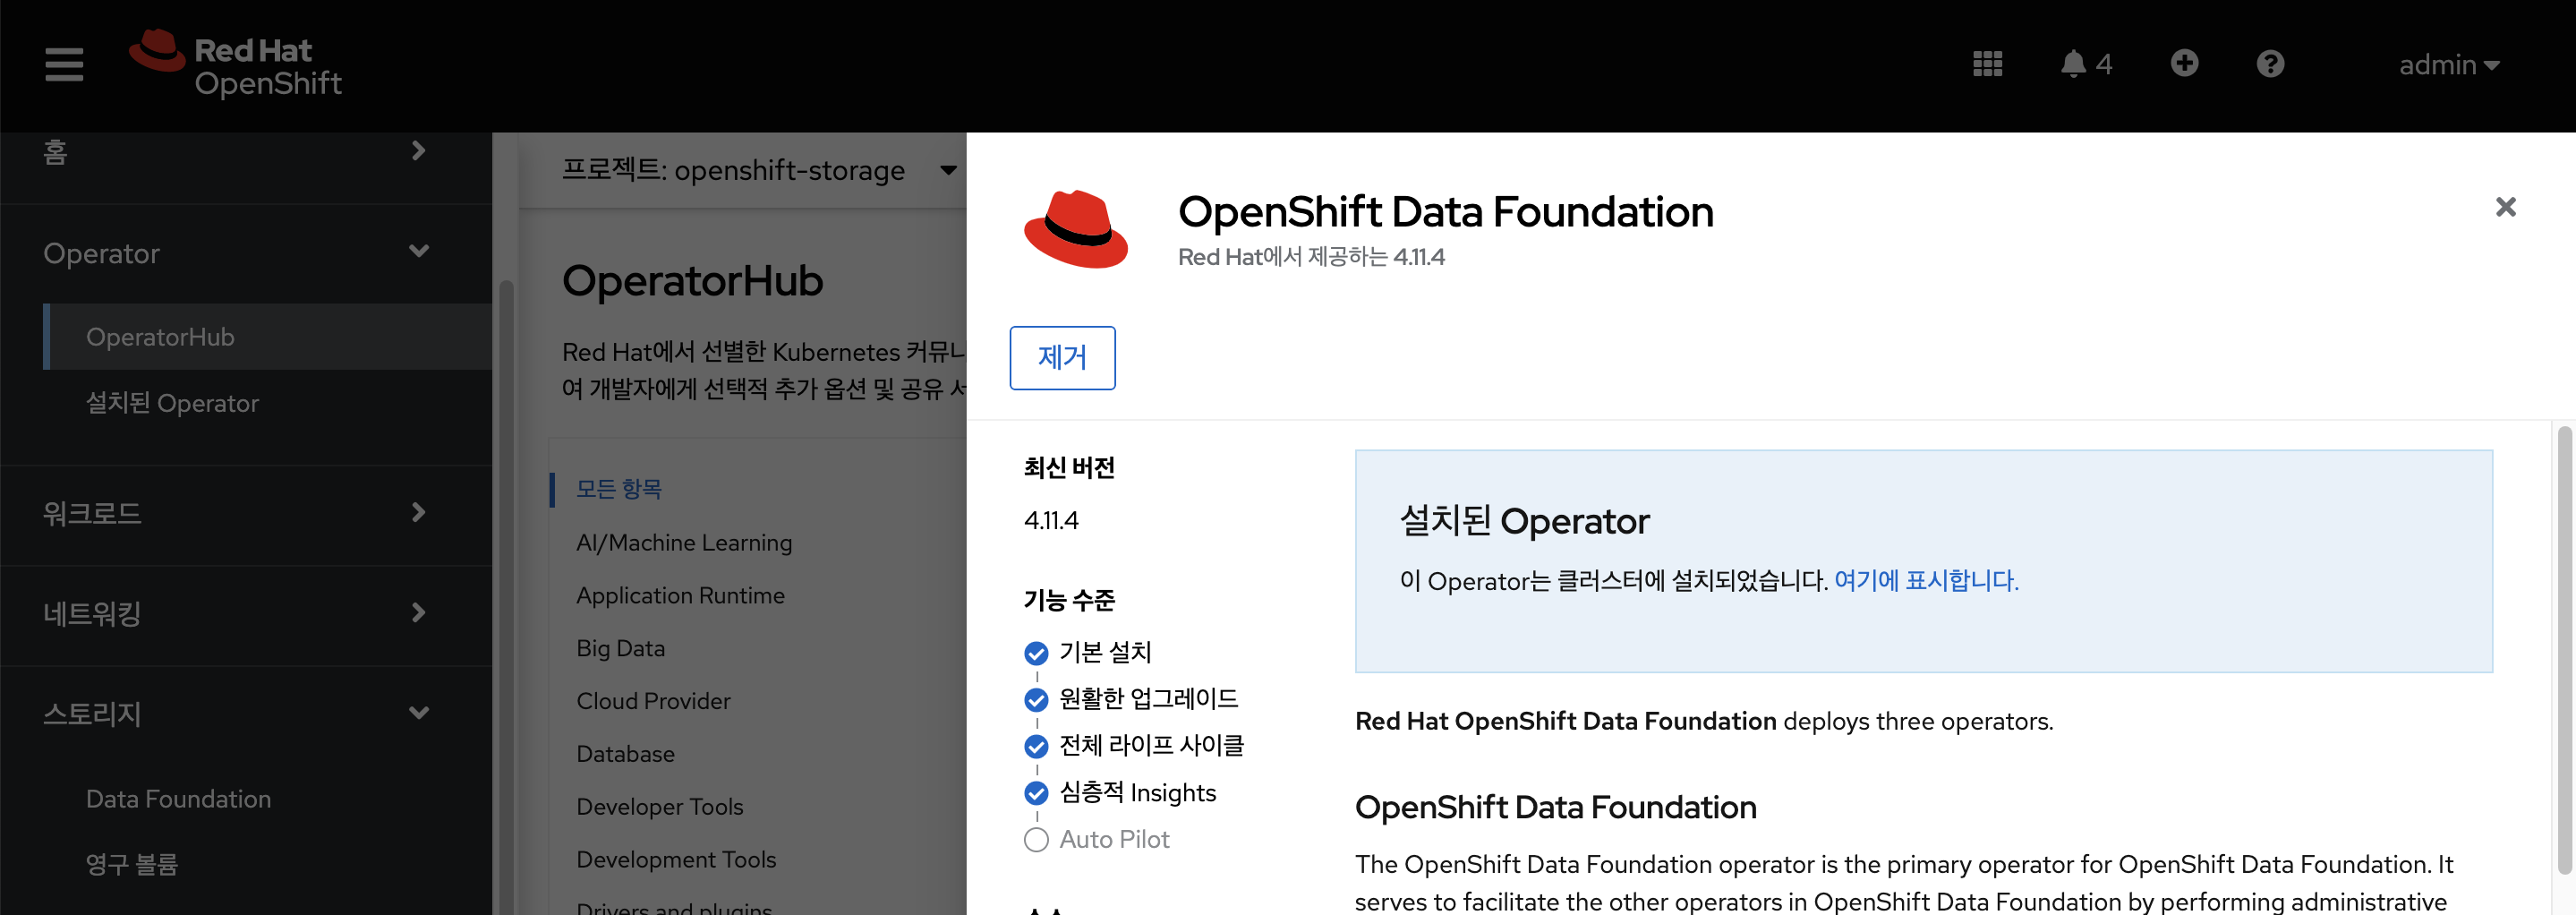 Red Hat
OpenShift
4
admin
홈
Operator
OperatorHub
설치된 Operator
워크로드
네트워킹
스토리지
Data Foundation
영구 볼륨
프로젝트: openshift-storage
OperatorHub
Red Hat에서 선별한 Kubernetes 커뮤니
여 개발자에게 선택적 추가 옵션 및 공유 서
모든 항목
AI/Machine Learning
Application Runtime
Big Data
Cloud Provider
Database
Developer Tools
Development Tools
Drivers and plugins
OpenShift Data Foundation
Red Hat에서 제공하는 4.11.4
제거
최신 버전
4.11.4
기능 수준
기본 설치
원활한 업그레이드
전체 라이프 사이클
심층적 Insights
Auto Pilot
설치된 Operator
이 Operator는 클러스터에 설치되었습니다. 여기에 표시합니다.
Red Hat OpenShift Data Foundation deploys three operators.
OpenShift Data Foundation
The OpenShift Data Foundation operator is the primary operator for OpenShift Data Foundation. It
serves to facilitate the other operators in OpenShift Data Foundation by performing administrative